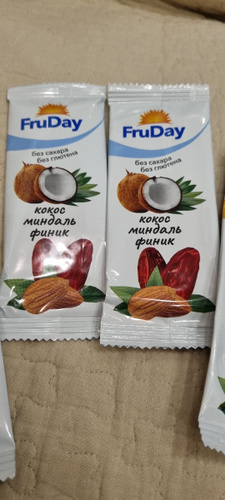 FruDay
без сахара
без глютена
кокос
миндаль
финик
FruDay
без сахара
без глютена
кокос
миндаль
финик